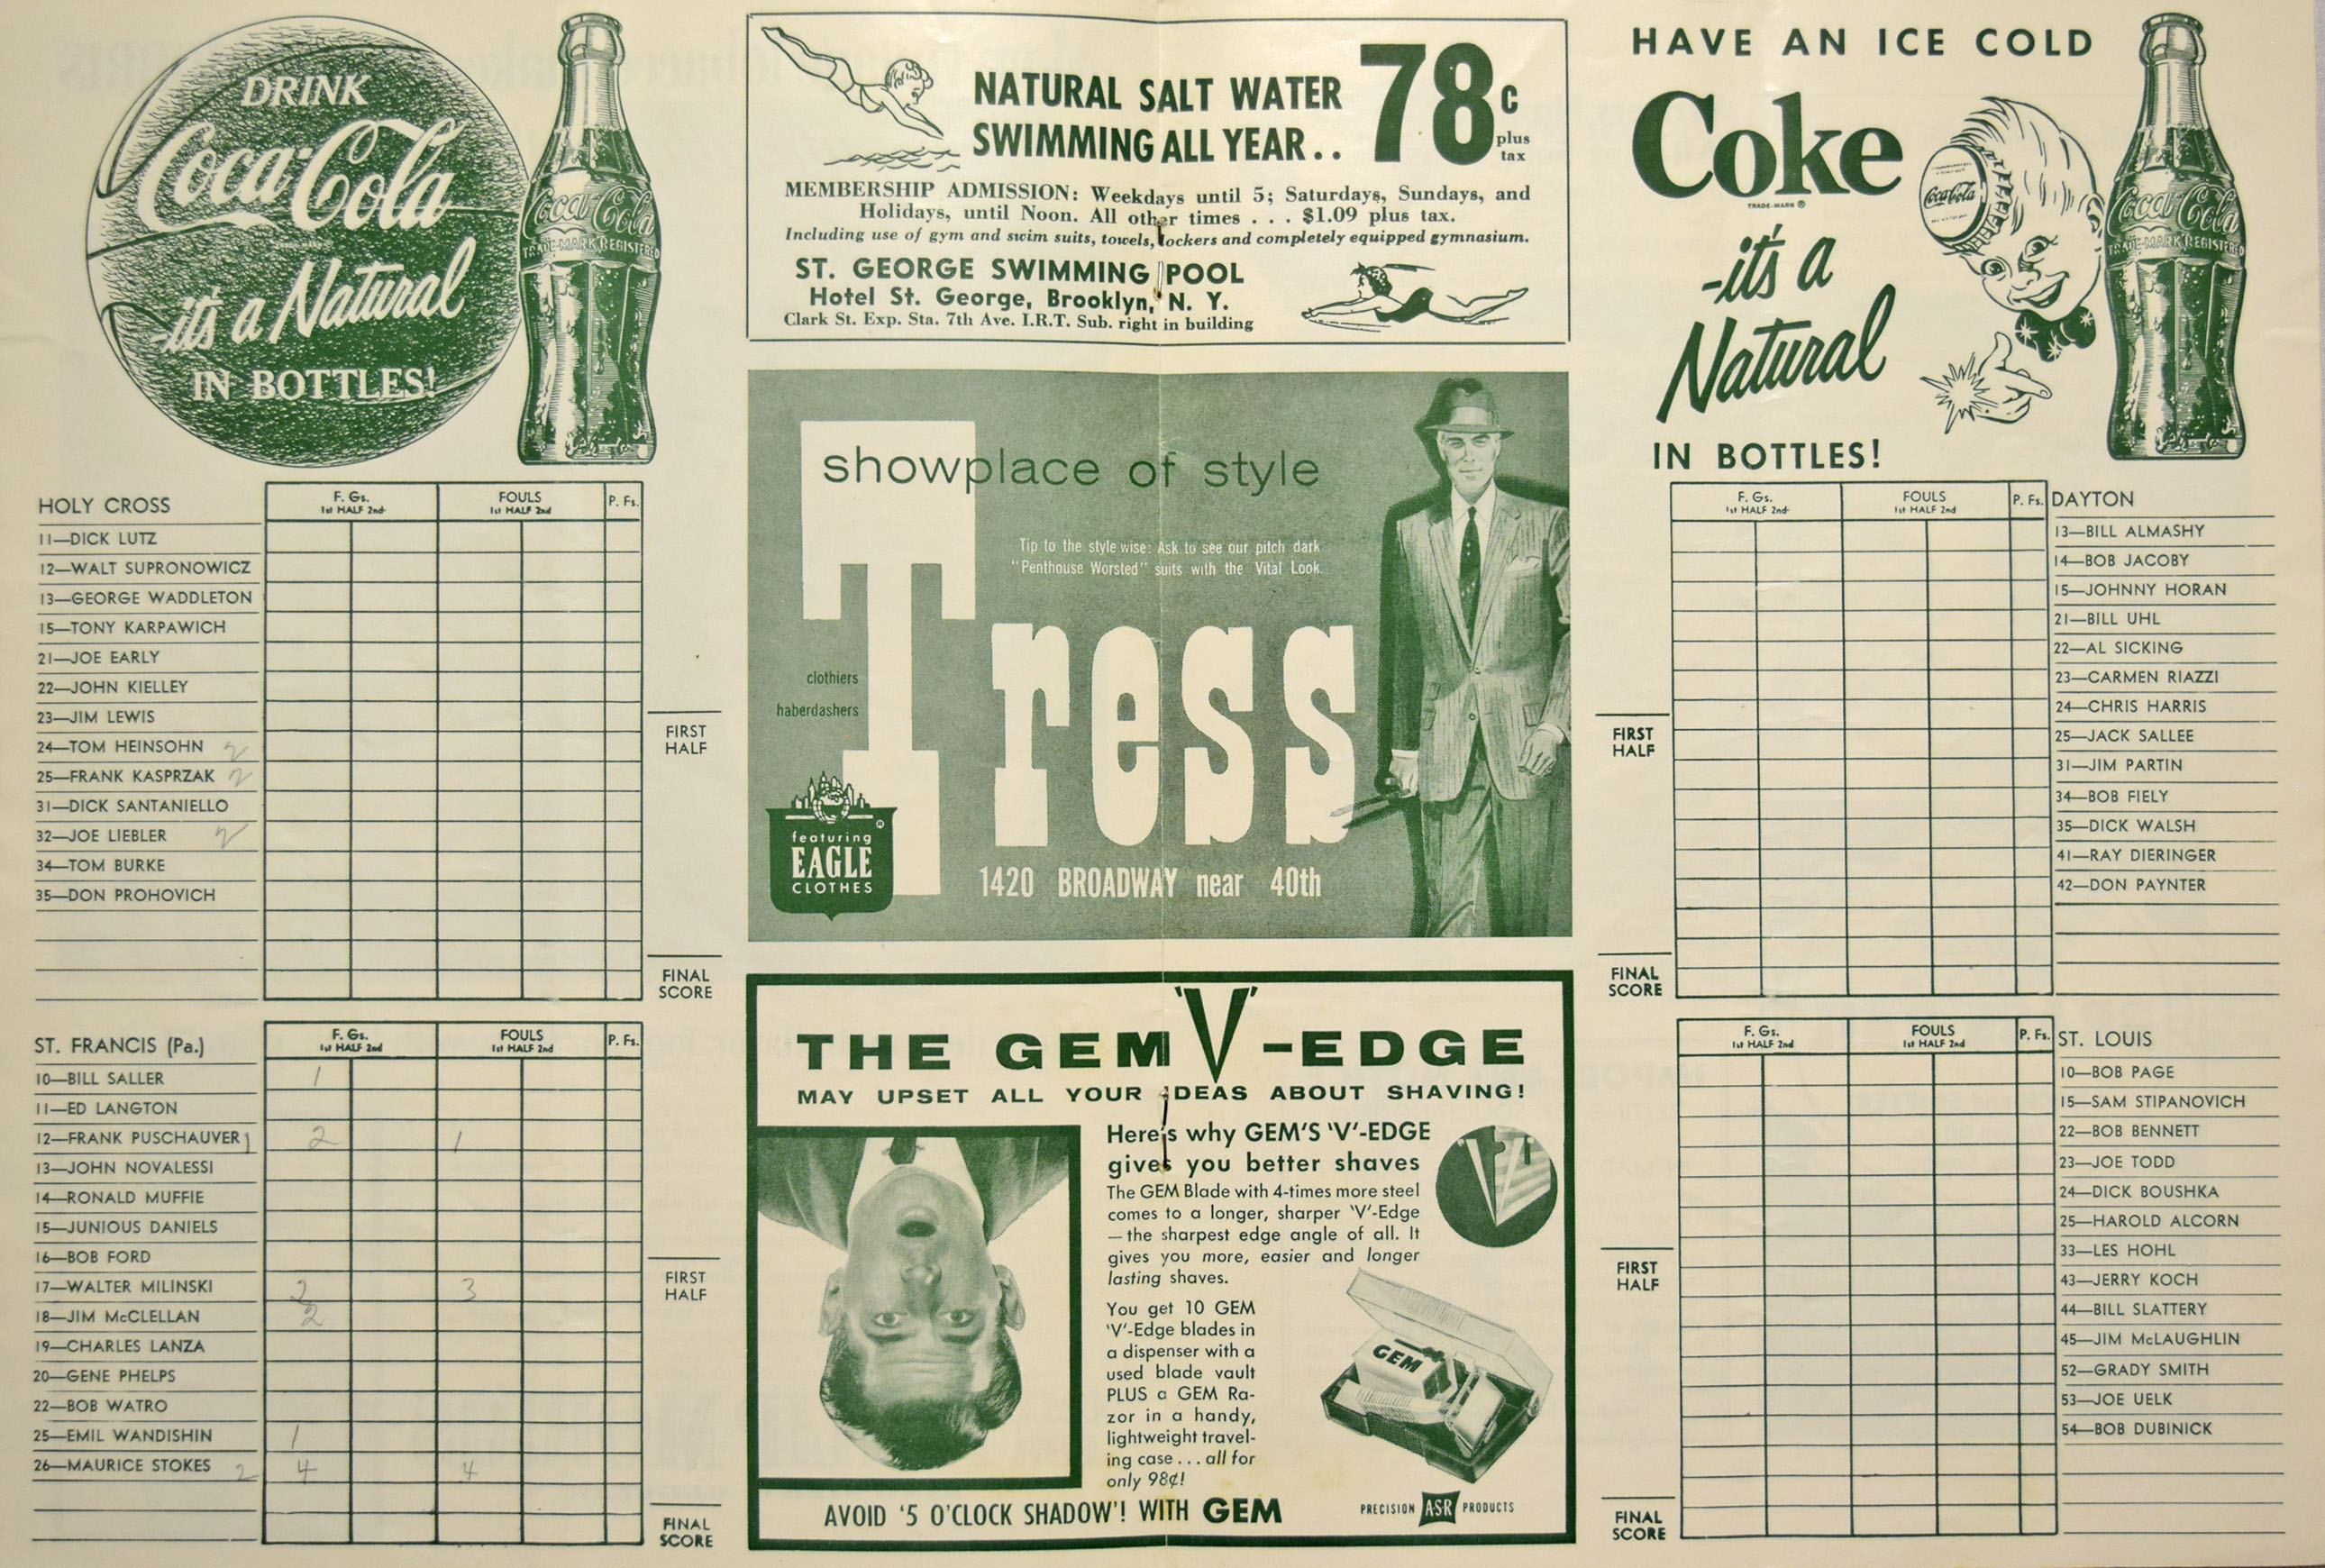 DRINK
Coca-Cola
-it's a Natural
IN BOTTLES!
Coca-Cola
TRADE-MARK REGISTERED
NATURAL SALT WATER
SWIMMING ALL YEAR..
78c
plus
tax
MEMBERSHIP ADMISSION: Weekdays until 5; Saturdays, Sundays, and
Holidays, until Noon. All other times . . . $1.09 plus tax.
Including use of gym and swim suits, towels, lockers and completely equipped gymnasium.
ST. GEORGE SWIMMING POOL
Hotel St. George, Brooklyn, N. Y.
Clark St. Exp. Sta. 7th Ave. I.R.T. Sub. right in building
HAVE AN ICE COLD
Coke
TRADE-MARK ®
-it's a
Natural
IN BOTTLES!
Coca-Cola
Coca-Cola
TRADE-MARK REGISTERED
HOLY CROSS
F. Gs.
1st HALF 2nd
FOULS
1st HALF 2nd
P. Fs.
11—DICK LUTZ
12—WALT SUPRONOWICZ
13—GEORGE WADDLETON
15—TONY KARPAWICH
21—JOE EARLY
22—JOHN KIELLEY
23—JIM LEWIS
24—TOM HEINSOHN 2
25—FRANK KASPRZAK 2
31—DICK SANTANIELLO
32—JOE LIEBLER 2
34—TOM BURKE
35—DON PROHOVICH
FIRST
HALF
FINAL
SCORE
showplace of style
Tip to the style wise: Ask to see our pitch dark
"Penthouse Worsted" suits with the Vital Look.
Tress
clothiers
haberdashers
featuring
EAGLE
CLOTHES
®
1420 BROADWAY near 40th
F. Gs.
1st HALF 2nd
FOULS
1st HALF 2nd
P. Fs.
DAYTON
13—BILL ALMASHY
14—BOB JACOBY
15—JOHNNY HORAN
21—BILL UHL
22—AL SICKING
23—CARMEN RIAZZI
24—CHRIS HARRIS
25—JACK SALLEE
31—JIM PARTIN
34—BOB FIELY
35—DICK WALSH
41—RAY DIERINGER
42—DON PAYNTER
FIRST
HALF
FINAL
SCORE
ST. FRANCIS (Pa.)
F. Gs.
1st HALF 2nd
FOULS
1st HALF 2nd
P. Fs.
10—BILL SALLER 1
11—ED LANGTON
12—FRANK PUSCHAUVER 1 2 1
13—JOHN NOVALESSI
14—RONALD MUFFIE
15—JUNIOUS DANIELS
16—BOB FORD
17—WALTER MILINSKI 2 3
18—JIM McCLELLAN 2
19—CHARLES LANZA
20—GENE PHELPS
22—BOB WATRO
25—EMIL WANDISHIN 1
26—MAURICE STOKES 2 4 4
FIRST
HALF
FINAL
SCORE
THE GEM 'V'-EDGE
MAY UPSET ALL YOUR IDEAS ABOUT SHAVING!
Here's why GEM'S 'V'-EDGE
gives you better shaves
The GEM Blade with 4-times more steel
comes to a longer, sharper 'V'-Edge
—the sharpest edge angle of all. It
gives you more, easier and longer
lasting shaves.
You get 10 GEM
'V'-Edge blades in
a dispenser with a
used blade vault
PLUS a GEM Ra-
zor in a handy,
lightweight travel-
ing case . . . all for
only 98¢!
GEM
AVOID '5 O'CLOCK SHADOW'! WITH GEM
PRECISION ASR PRODUCTS
F. Gs.
1st HALF 2nd
FOULS
1st HALF 2nd
P. Fs.
ST. LOUIS
10—BOB PAGE
15—SAM STIPANOVICH
22—BOB BENNETT
23—JOE TODD
24—DICK BOUSHKA
25—HAROLD ALCORN
33—LES HOHL
43—JERRY KOCH
44—BILL SLATTERY
45—JIM McLAUGHLIN
52—GRADY SMITH
53—JOE UELK
54—BOB DUBINICK
FIRST
HALF
FINAL
SCORE